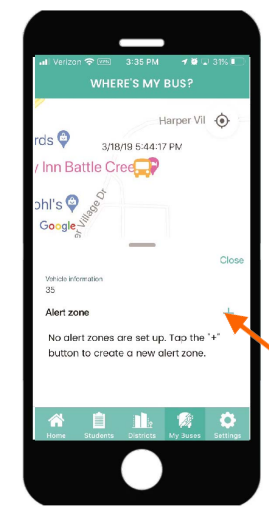 Verizon VPN 3:35 PM 31%
WHERE'S MY BUS?
Harper Vil
rds
3/18/19 5:44:17 PM
Inn Battle Cree
ohl's
Village Dr
Google
Close
Vehicle information
35
Alert zone +
No alert zones are set up. Tap the "+"
button to create a new alert zone.
Home Students Districts My Buses Settings